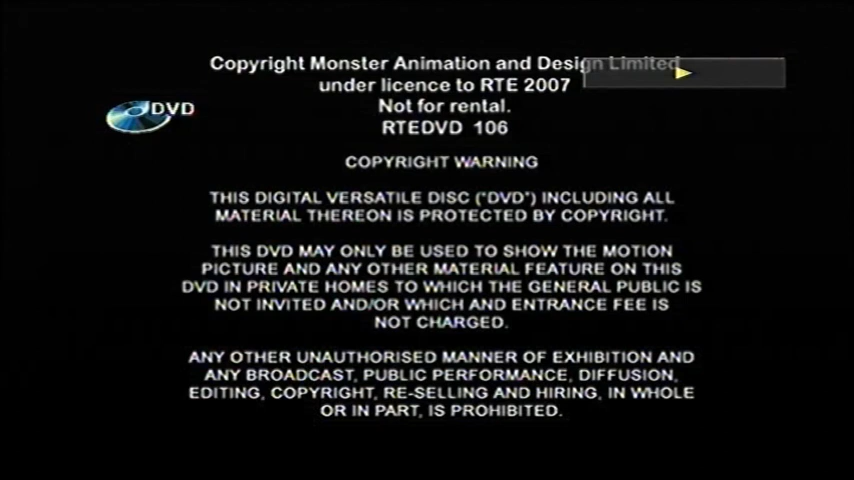 Copyright Monster Animation and Design Limited
under licence to RTE 2007
Not for rental.
DVD
RTEDVD 106
COPYRIGHT WARNING
THIS DIGITAL VERSATILE DISC ("DVD") INCLUDING ALL
MATERIAL THEREON IS PROTECTED BY COPYRIGHT.
THIS DVD MAY ONLY BE USED TO SHOW THE MOTION
PICTURE AND ANY OTHER MATERIAL FEATURE ON THIS
DVD IN PRIVATE HOMES TO WHICH THE GENERAL PUBLIC IS
NOT INVITED AND/OR WHICH AND ENTRANCE FEE IS
NOT CHARGED.
ANY OTHER UNAUTHORISED MANNER OF EXHIBITION AND
ANY BROADCAST, PUBLIC PERFORMANCE, DIFFUSION,
EDITING, COPYRIGHT, RE-SELLING AND HIRING, IN WHOLE
OR IN PART, IS PROHIBITED.